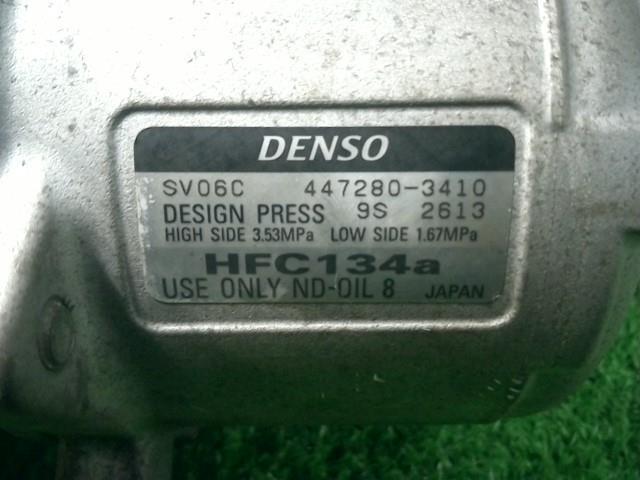 DENSO
SV06C 447280-3410
DESIGN PRESS 9S 2613
HIGH SIDE 3.53MPa LOW SIDE 1.67MPa
HFC134a
USE ONLY ND-OIL 8 JAPAN